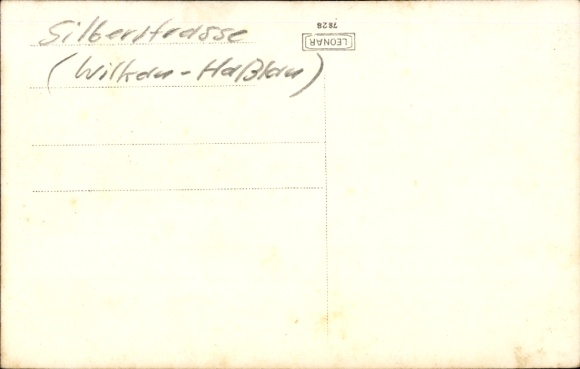 Silberstrasse
(Wilkau-Haßlau)
7828
LEONAR